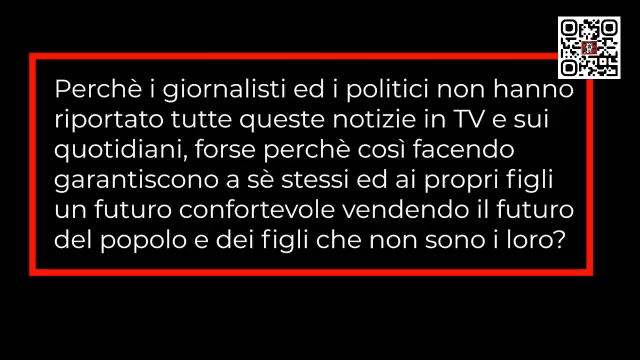 Perchè i giornalisti ed i politici non hanno
riportato tutte queste notizie in TV e sui
quotidiani, forse perchè così facendo
garantiscono a sè stessi ed ai propri figli
un futuro confortevole vendendo il futuro
del popolo e dei figli che non sono i loro?